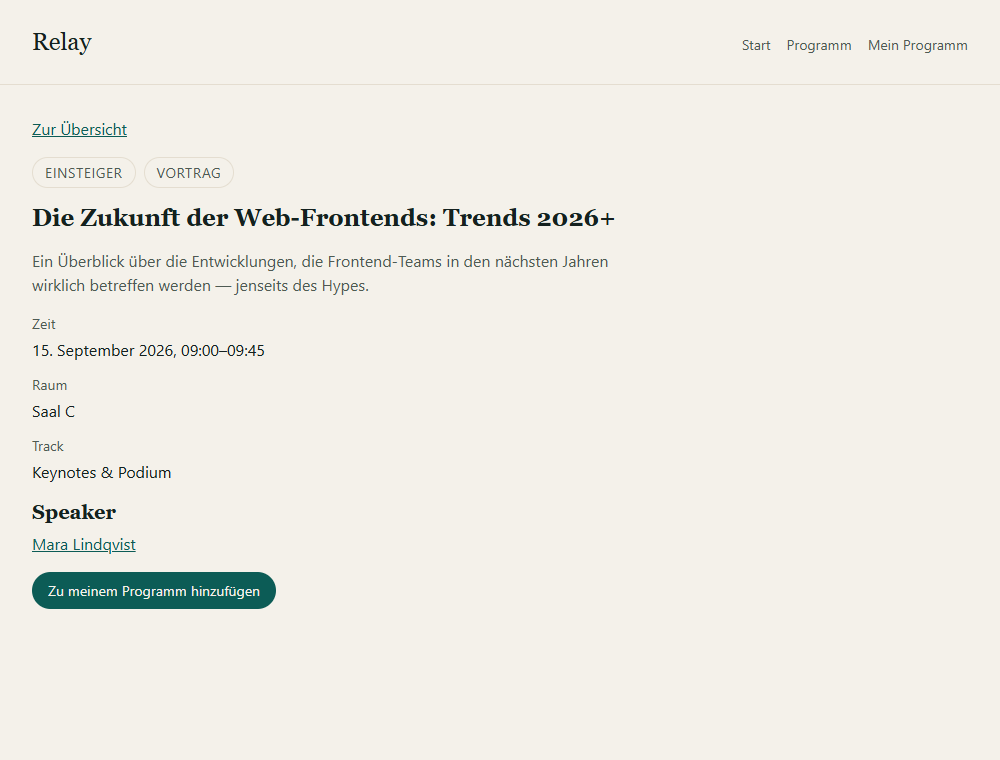 Relay
Start
Programm
Mein Programm
Zur Übersicht
EINSTEIGER
VORTRAG
Die Zukunft der Web-Frontends: Trends 2026+
Ein Überblick über die Entwicklungen, die Frontend-Teams in den nächsten Jahren
wirklich betreffen werden — jenseits des Hypes.
Zeit
15. September 2026, 09:00–09:45
Raum
Saal C
Track
Keynotes & Podium
Speaker
Mara Lindqvist
Zu meinem Programm hinzufügen